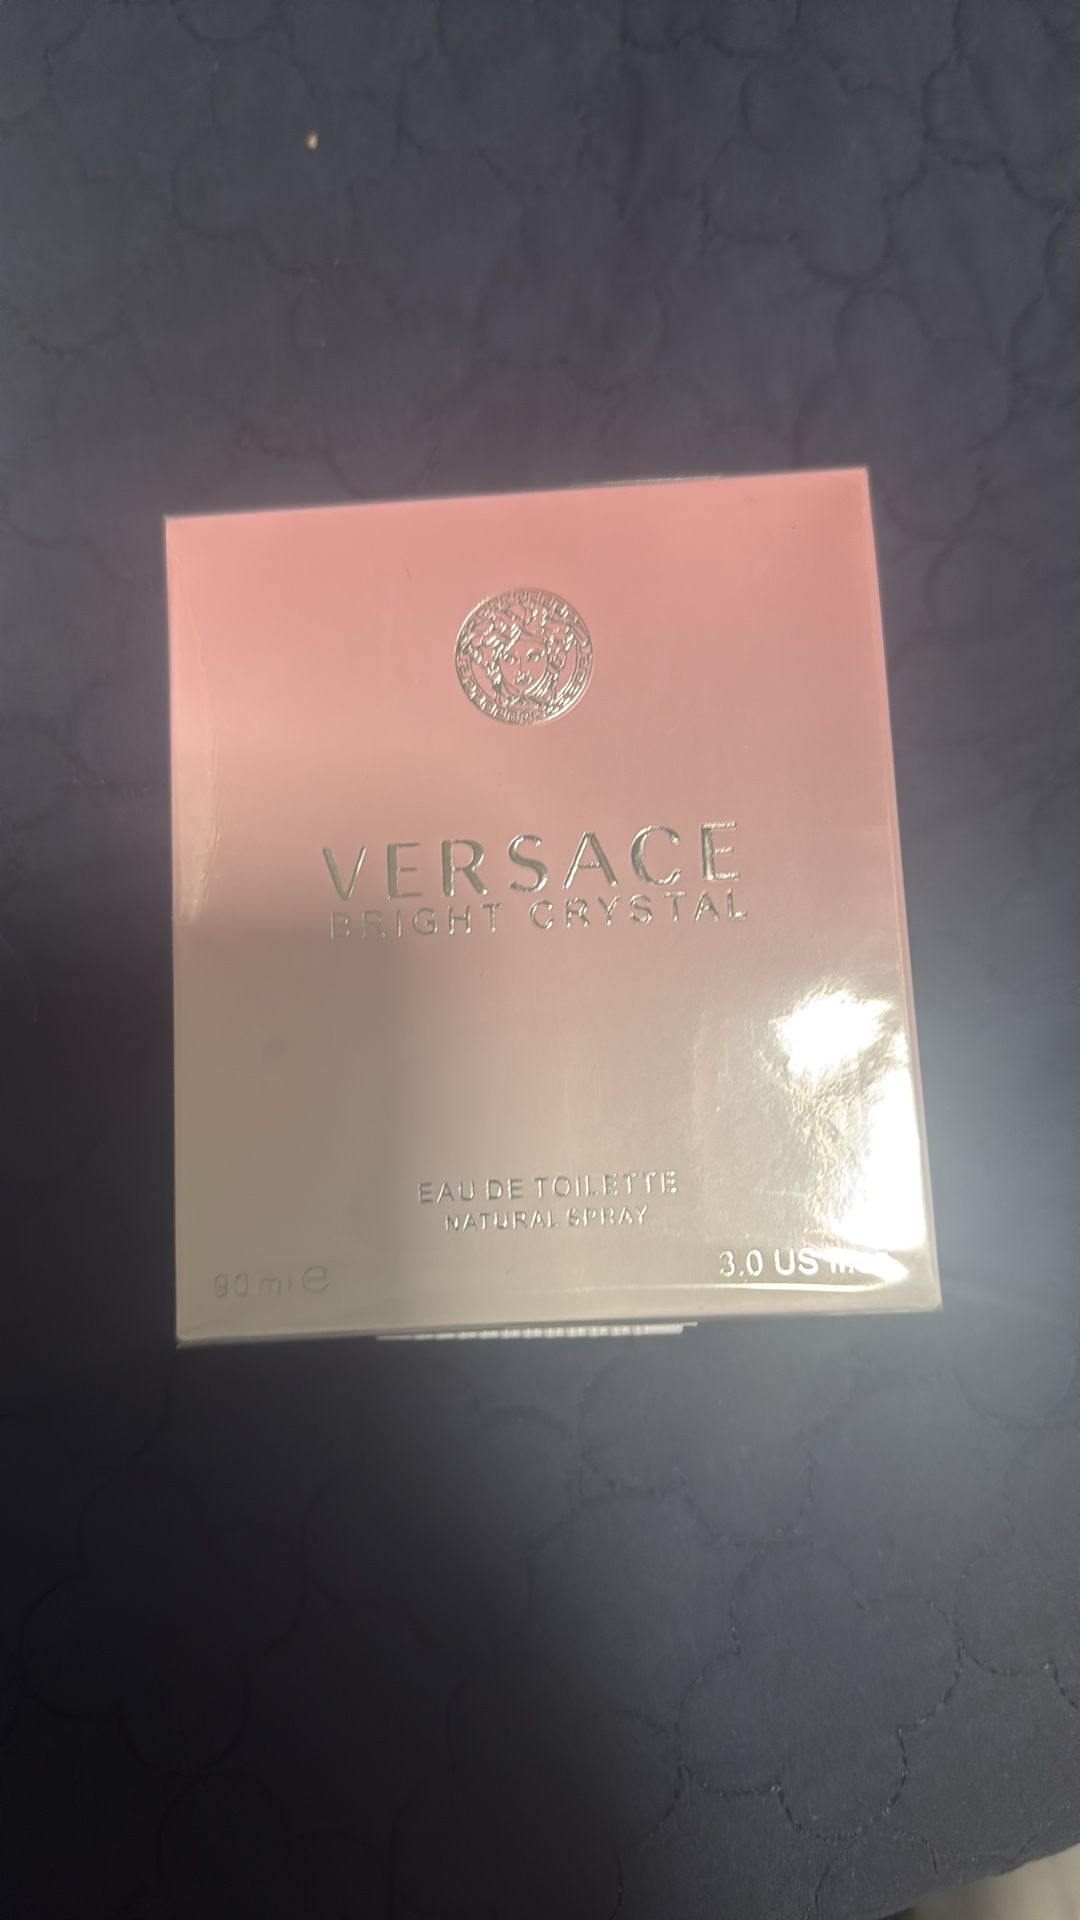 VERSACE
BRIGHT CRYSTAL
EAU DE TOILETTE
NATURAL SPRAY
90 ml e
3.0 US